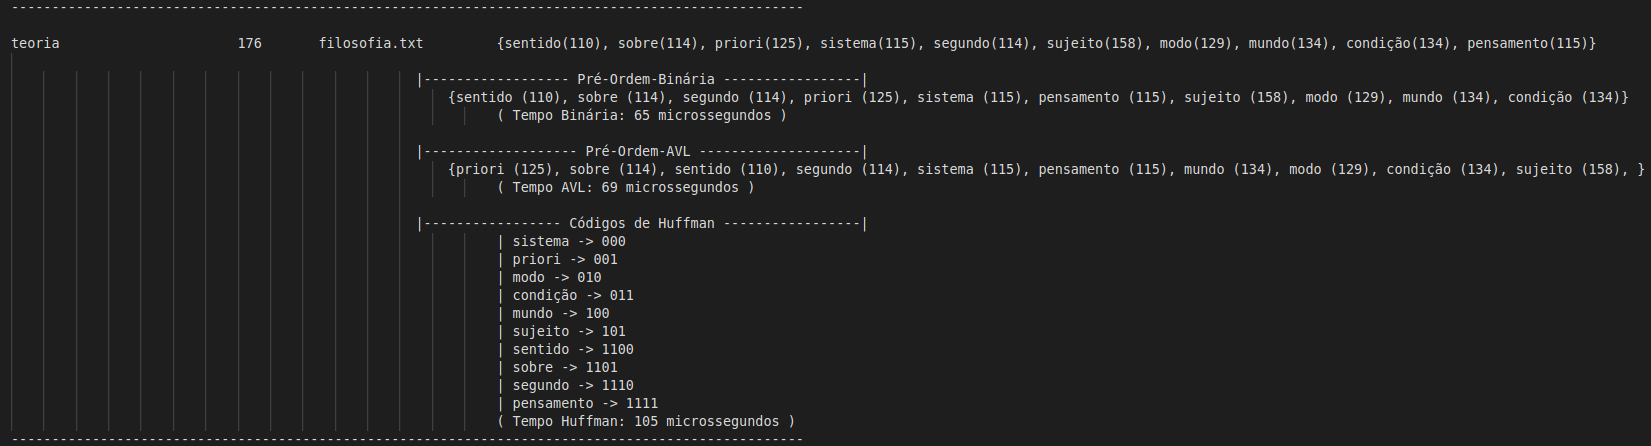 --------------------------------------------------------------------------------------------------
teoria 176 filosofia.txt {sentido(110), sobre(114), priori(125), sistema(115), segundo(114), sujeito(158), modo(129), mundo(134), condição(134), pensamento(115)}
|------------------ Pré-Ordem-Binária -----------------|
{sentido (110), sobre (114), segundo (114), priori (125), sistema (115), pensamento (115), sujeito (158), modo (129), mundo (134), condição (134)}
( Tempo Binária: 65 microssegundos )
|------------------- Pré-Ordem-AVL --------------------|
{priori (125), sobre (114), sentido (110), segundo (114), sistema (115), pensamento (115), mundo (134), modo (129), condição (134), sujeito (158), }
( Tempo AVL: 69 microssegundos )
|----------------- Códigos de Huffman -----------------|
| sistema -> 000
| priori -> 001
| modo -> 010
| condição -> 011
| mundo -> 100
| sujeito -> 101
| sentido -> 1100
| sobre -> 1101
| segundo -> 1110
| pensamento -> 1111
( Tempo Huffman: 105 microssegundos )
--------------------------------------------------------------------------------------------------